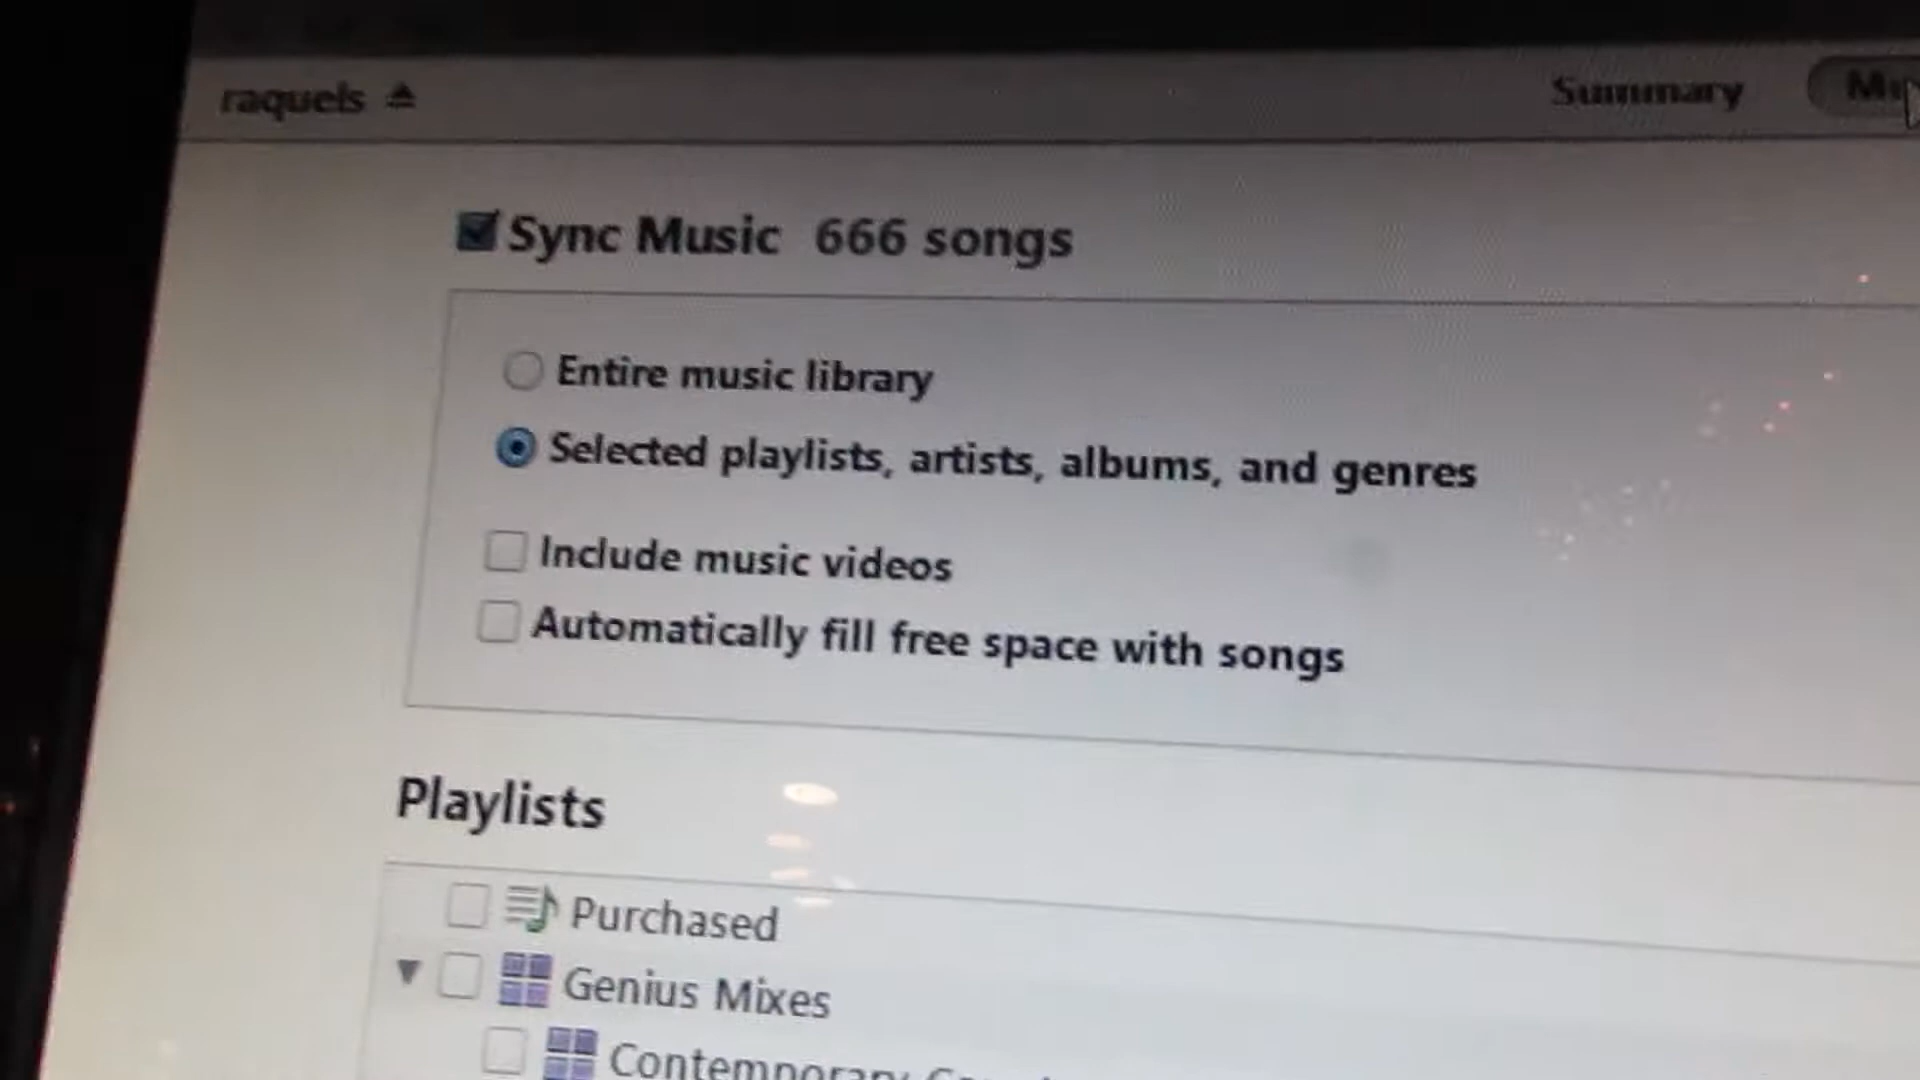 raquels
Summary
Sync Music 666 songs
Entire music library
Selected playlists, artists, albums, and genres
Include music videos
Automatically fill free space with songs
Playlists
Purchased
Genius Mixes
Contemporary